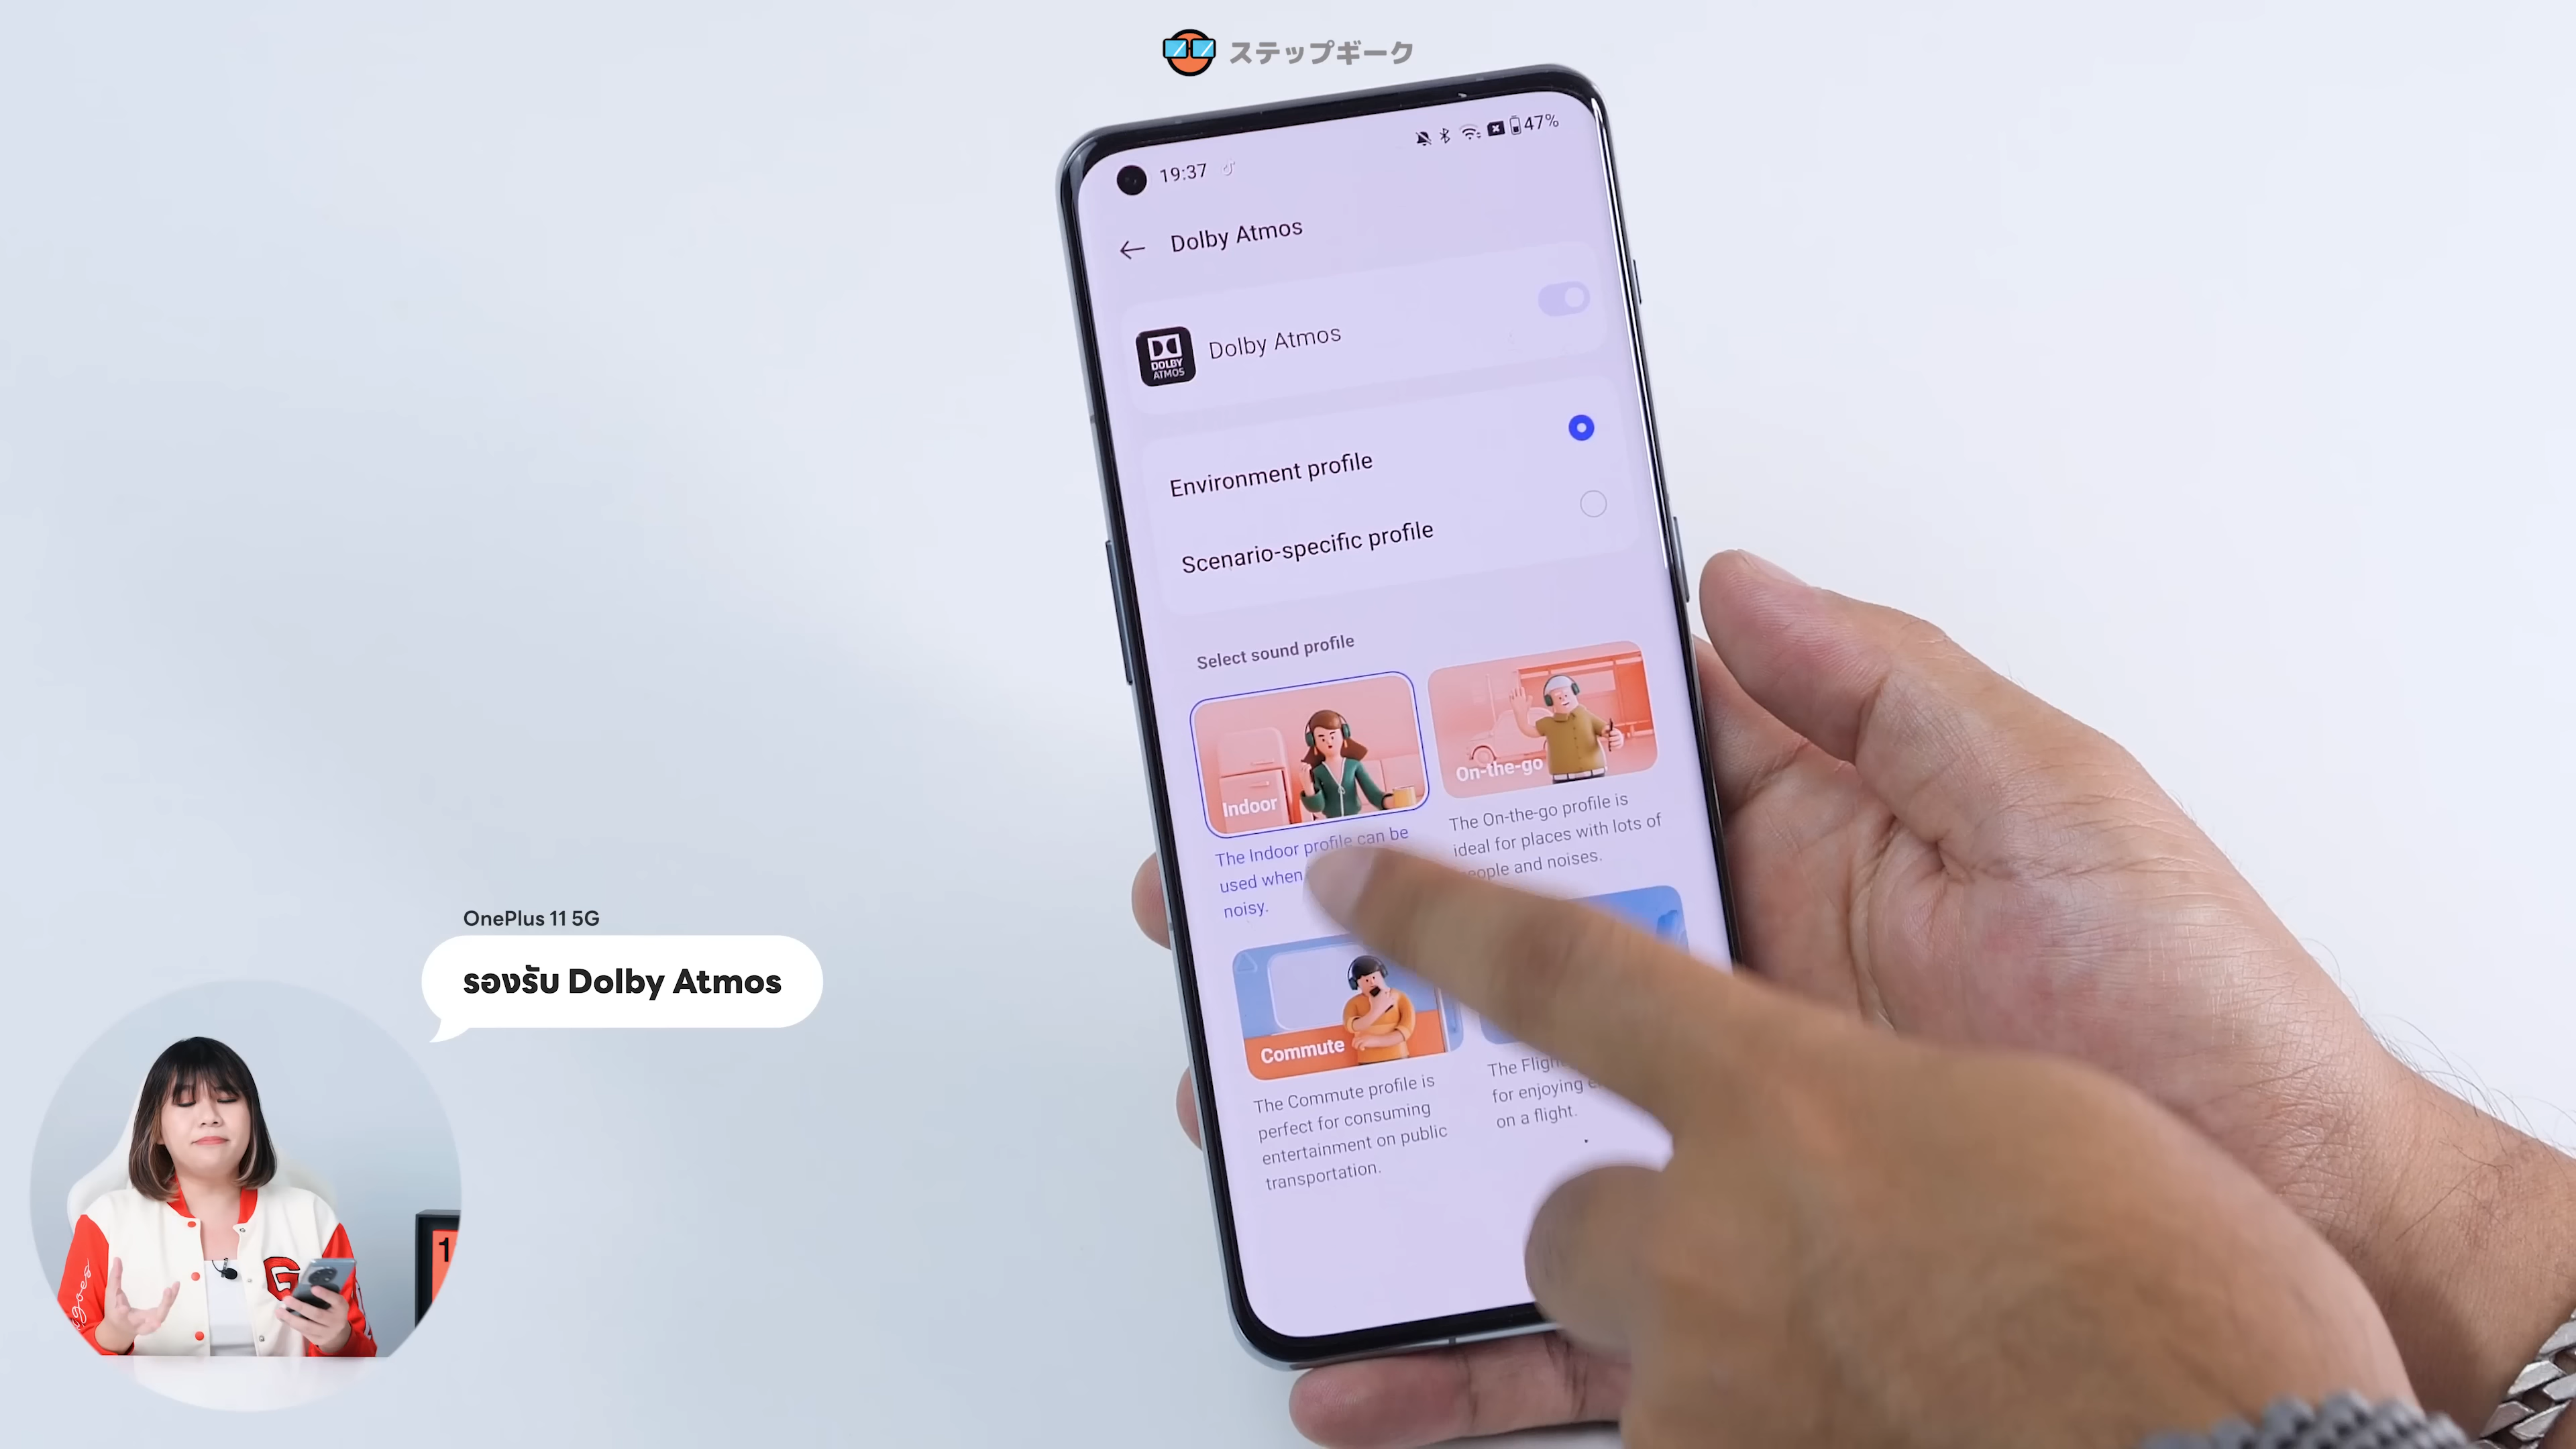 ステップギーク
19:37
47%
Dolby Atmos
DOLBY
ATMOS
Dolby Atmos
Environment profile
Scenario-specific profile
Select sound profile
Indoor
On-the-go
The Indoor profile can be
used when
noisy.
The On-the-go profile is
ideal for places with lots of
people and noises.
Commute
The Commute profile is
perfect for consuming
entertainment on public
transportation.
The Flight
for enjoying
on a flight.
OnePlus 11 5G
รองรับ Dolby Atmos
G
goes